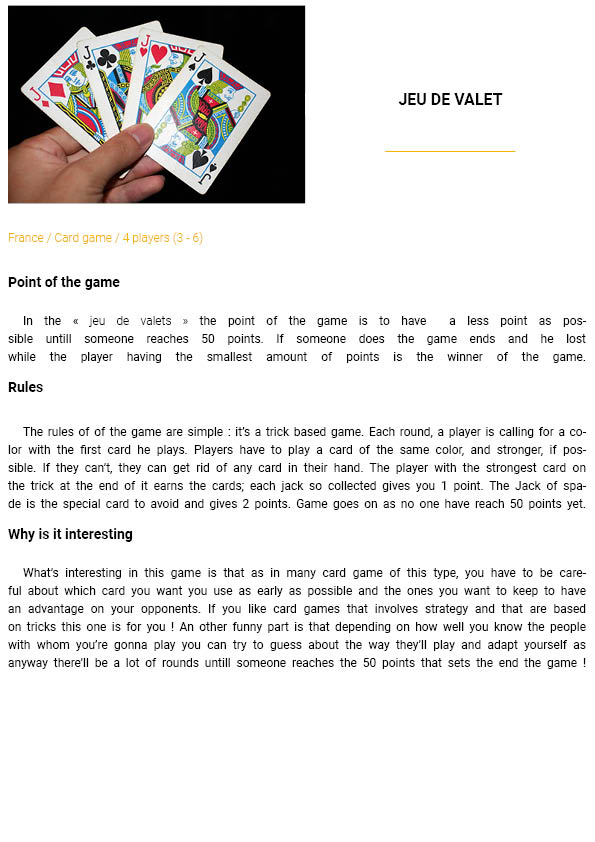 J J J J
J
JEU DE VALET
France / Card game / 4 players (3 - 6)
Point of the game
In the « jeu de valets » the point of the game is to have a less point as pos-
sible untill someone reaches 50 points. If someone does the game ends and he lost
while the player having the smallest amount of points is the winner of the game.
Rules
The rules of of the game are simple : it’s a trick based game. Each round, a player is calling for a co-
lor with the first card he plays. Players have to play a card of the same color, and stronger, if pos-
sible. If they can’t, they can get rid of any card in their hand. The player with the strongest card on
the trick at the end of it earns the cards; each jack so collected gives you 1 point. The Jack of spa-
de is the special card to avoid and gives 2 points. Game goes on as no one have reach 50 points yet.
Why is it interesting
What’s interesting in this game is that as in many card game of this type, you have to be care-
ful about which card you want you use as early as possible and the ones you want to keep to have
an advantage on your opponents. If you like card games that involves strategy and that are based
on tricks this one is for you ! An other funny part is that depending on how well you know the people
with whom you’re gonna play you can try to guess about the way they’ll play and adapt yourself as
anyway there’ll be a lot of rounds untill someone reaches the 50 points that sets the end the game !